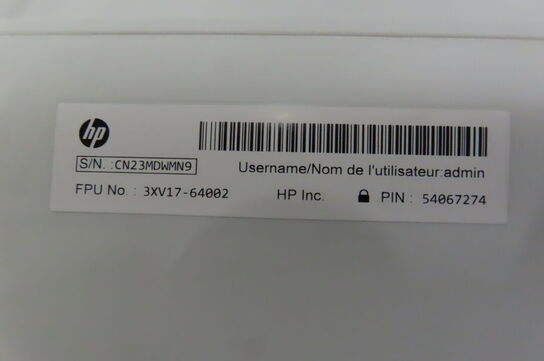 hp
S/N. :CN23MDWMN9
Username/Nom de l'utilisateur:admin
FPU No. : 3XV17-64002 HP Inc. PIN : 54067274